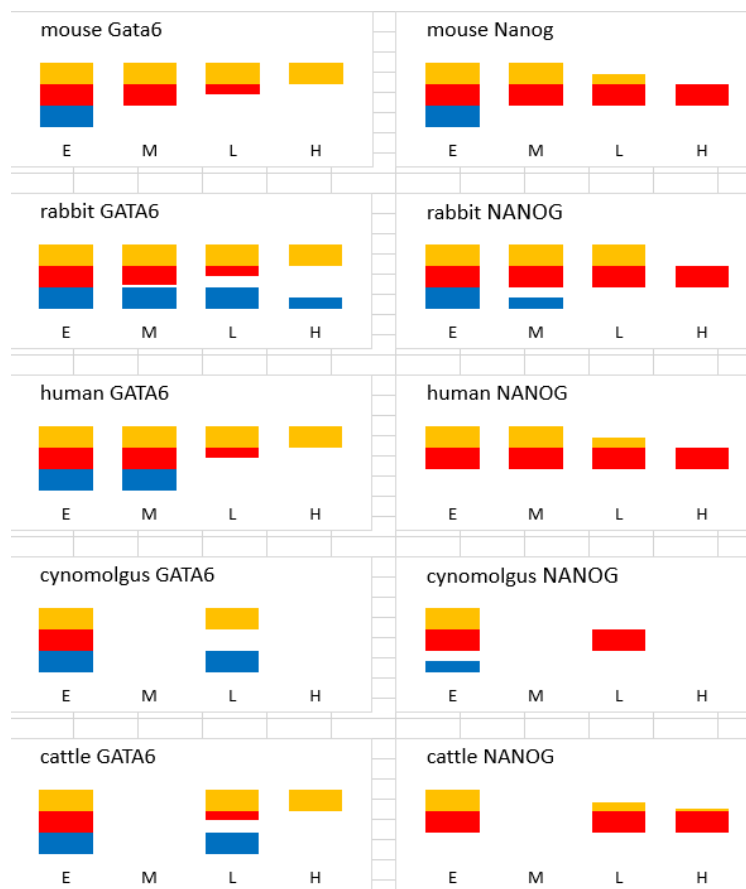 mouse Gata6
E M L H
mouse Nanog
E M L H
rabbit GATA6
E M L H
rabbit NANOG
E M L H
human GATA6
E M L H
human NANOG
E M L H
cynomolgus GATA6
E M L H
cynomolgus NANOG
E M L H
cattle GATA6
E M L H
cattle NANOG
E M L H